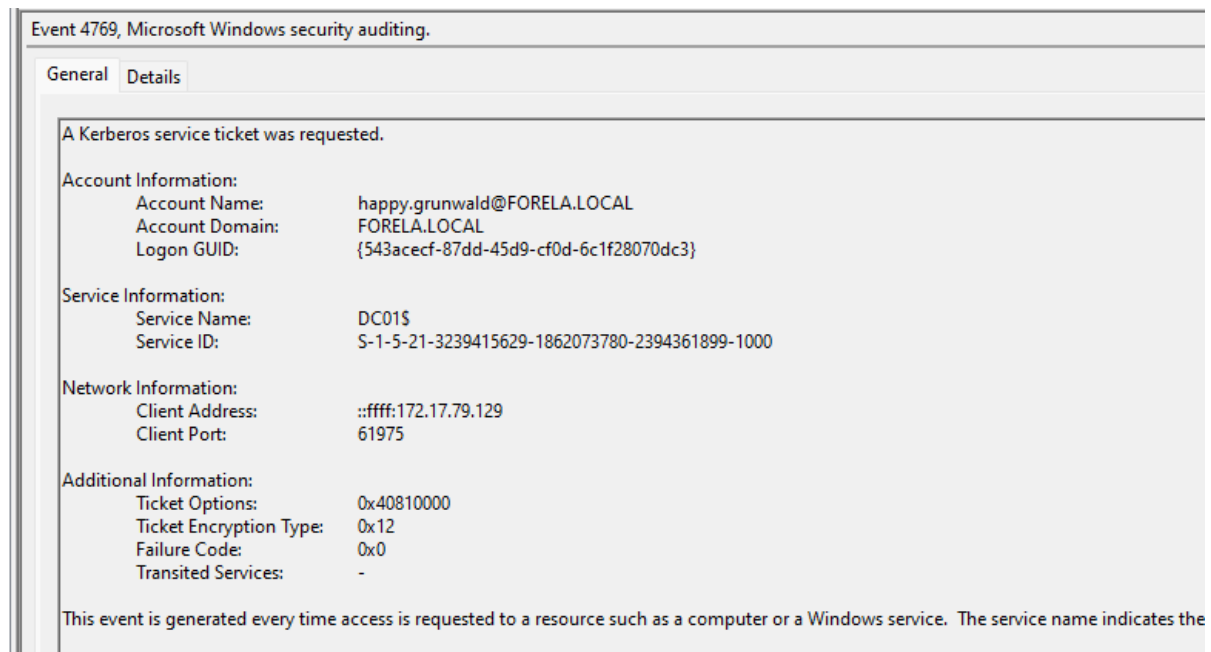 Event 4769, Microsoft Windows security auditing.
General Details
A Kerberos service ticket was requested.
Account Information:
Account Name: happy.grunwald@FORELA.LOCAL
Account Domain: FORELA.LOCAL
Logon GUID: {543acecf-87dd-45d9-cf0d-6c1f28070dc3}
Service Information:
Service Name: DC01$
Service ID: S-1-5-21-3239415629-1862073780-2394361899-1000
Network Information:
Client Address: ::ffff:172.17.79.129
Client Port: 61975
Additional Information:
Ticket Options: 0x40810000
Ticket Encryption Type: 0x12
Failure Code: 0x0
Transited Services: -
This event is generated every time access is requested to a resource such as a computer or a Windows service.  The service name indicates the